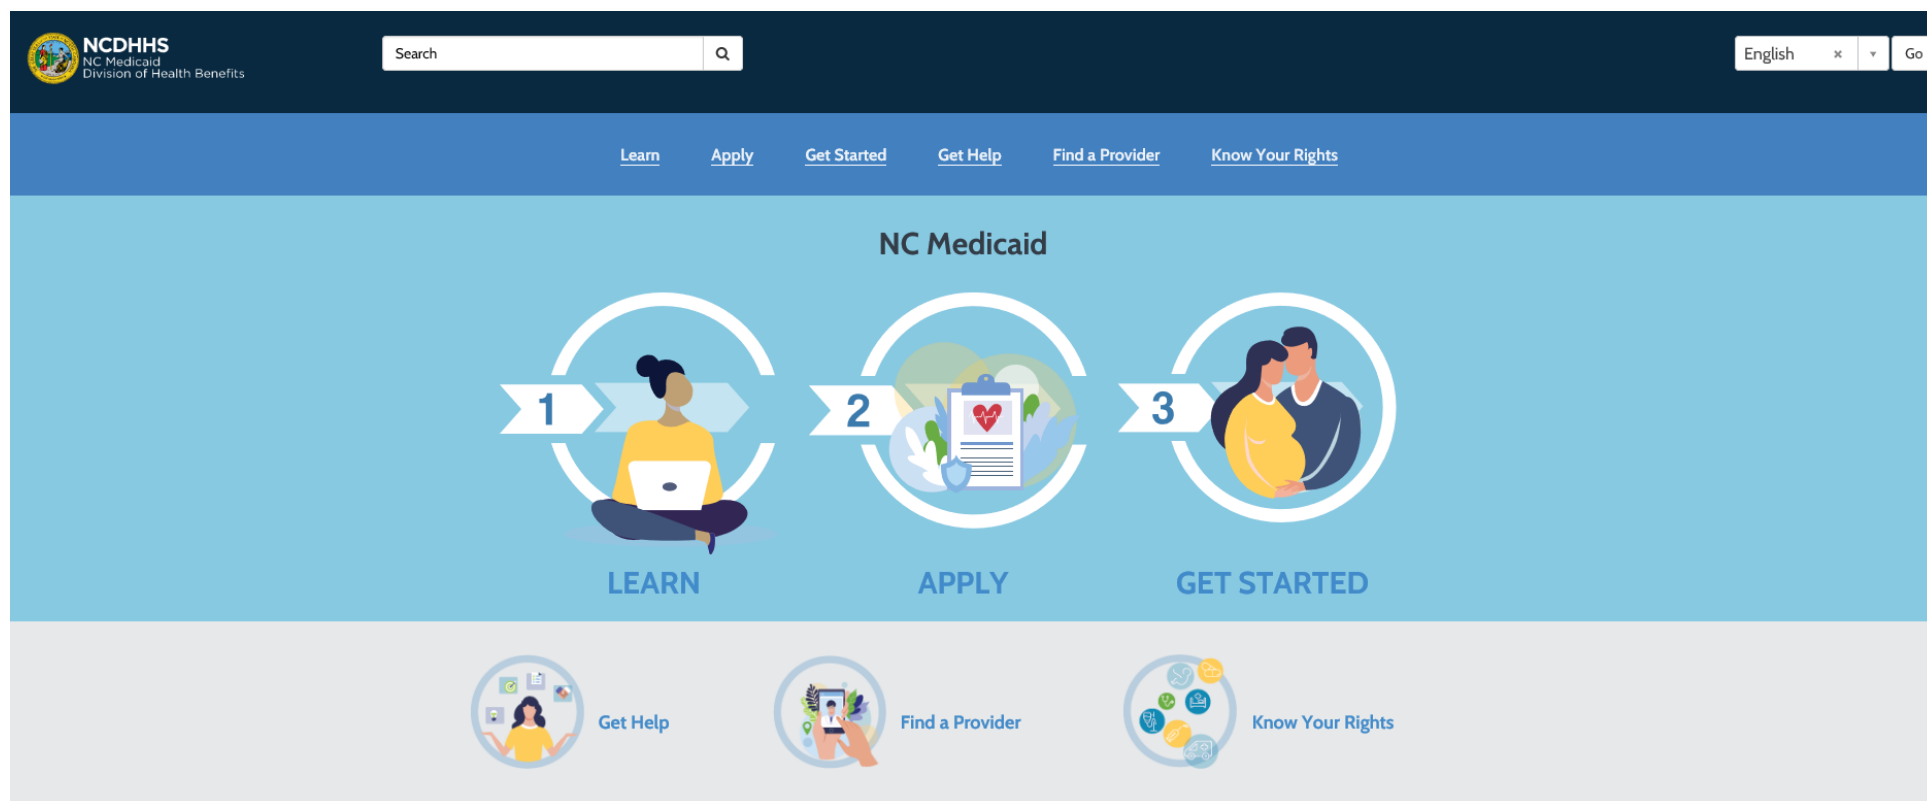 NCDHHS
NC Medicaid
Division of Health Benefits
Search
English × ▾ Go
Learn Apply Get Started Get Help Find a Provider Know Your Rights
NC Medicaid
1 2 3
LEARN APPLY GET STARTED
Get Help Find a Provider Know Your Rights